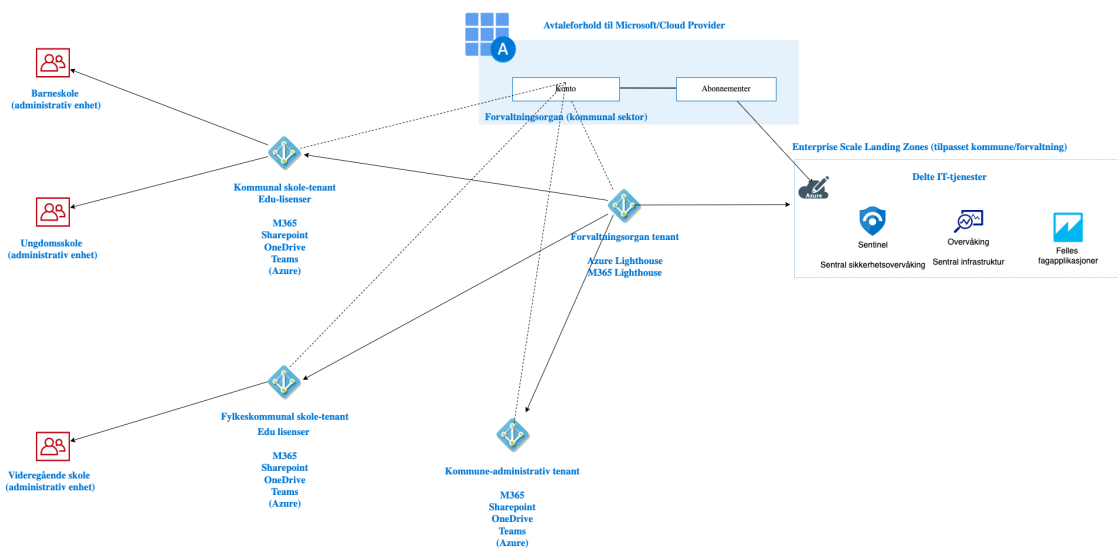 Avtaleforhold til Microsoft/Cloud Provider
A
Konto
Abonnementer
Forvaltningsorgan (kommunal sektor)
Barneskole
(administrativ enhet)
Enterprise Scale Landing Zones (tilpasset kommune/forvaltning)
Delte IT-tjenester
Azure
Sentinel
Sentral sikkerhetsovervåking
Overvåking
Sentral infrastruktur
Felles
fagapplikasjoner
Kommunal skole-tenant
Edu-lisenser
M365
Sharepoint
OneDrive
Teams
(Azure)
Ungdomsskole
(administrativ enhet)
Forvaltningsorgan tenant
Azure Lighthouse
M365 Lighthouse
Fylkeskommunal skole-tenant
Edu lisenser
M365
Sharepoint
OneDrive
Teams
(Azure)
Videregående skole
(administrativ enhet)
Kommune-administrativ tenant
M365
Sharepoint
OneDrive
Teams
(Azure)